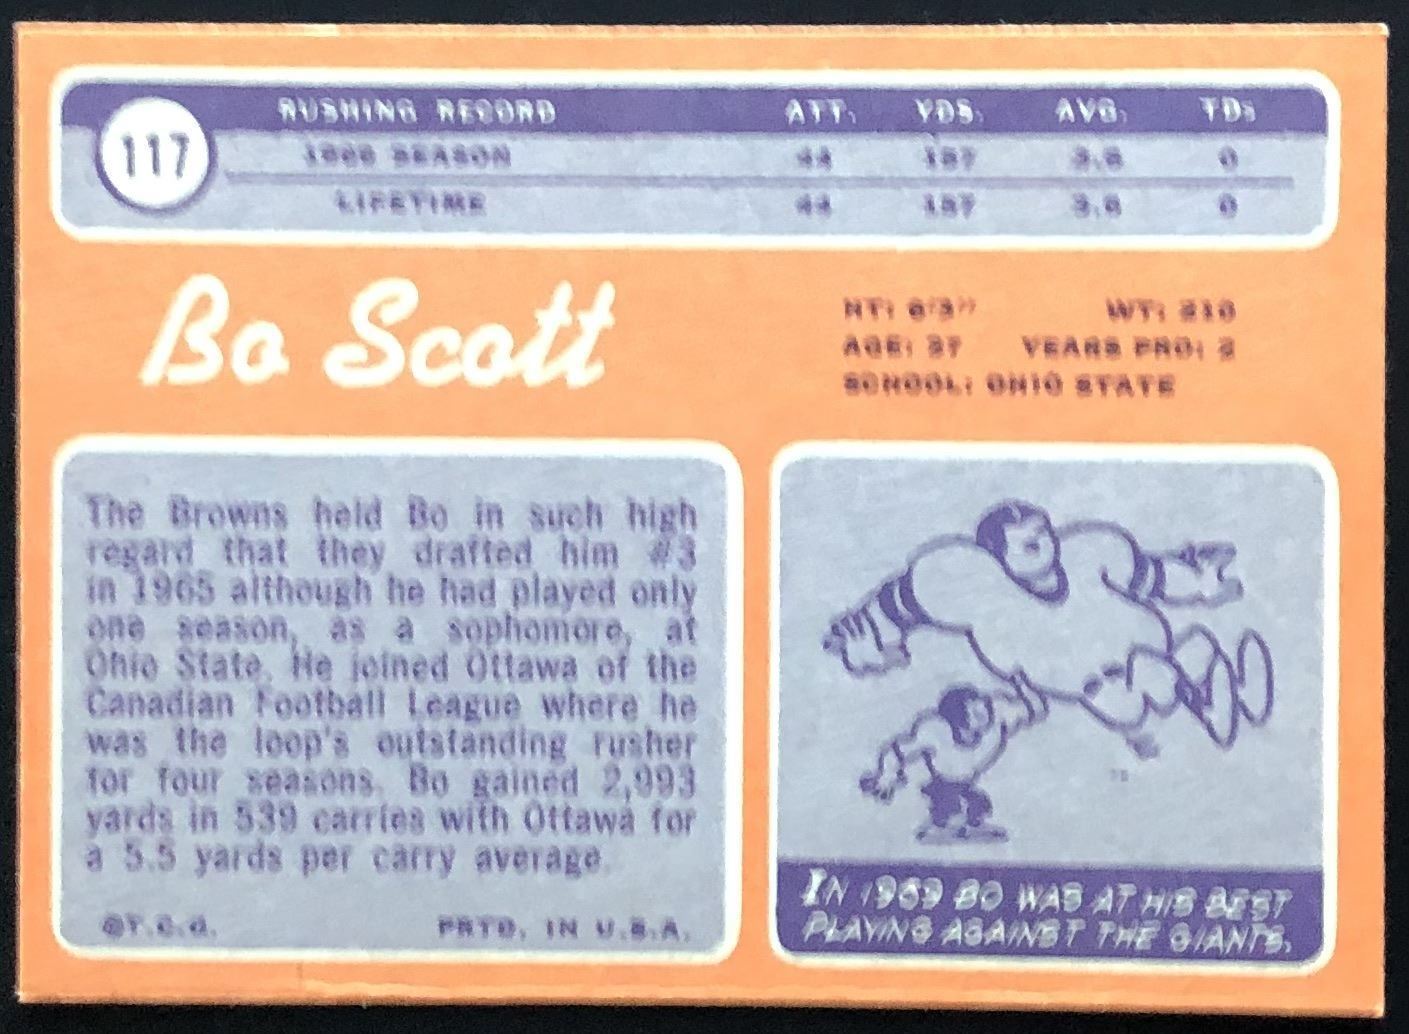 117
RUSHING RECORD ATT. YDS. AVG. TDs
SEASON 44 157 3.6 0
LIFETIME 44 157 3.6 0
Bo Scott
HT: 6'3" WT: 210
AGE: 27 YEARS PRO: 2
SCHOOL: OHIO STATE
The Browns held Bo in such high
regard that they drafted him #3
in 1965 although he had played only
one season, as a sophomore, at
Ohio State. He joined Ottawa of the
Canadian Football League where he
was the loop's outstanding rusher
for four seasons. Bo gained 2,993
yards in 539 carries with Ottawa for
a 5.5 yards per carry average.
©T.C.G. PRTD. IN U.S.A.
IN 1969 BO WAS AT HIS BEST
PLAYING AGAINST THE GIANTS.